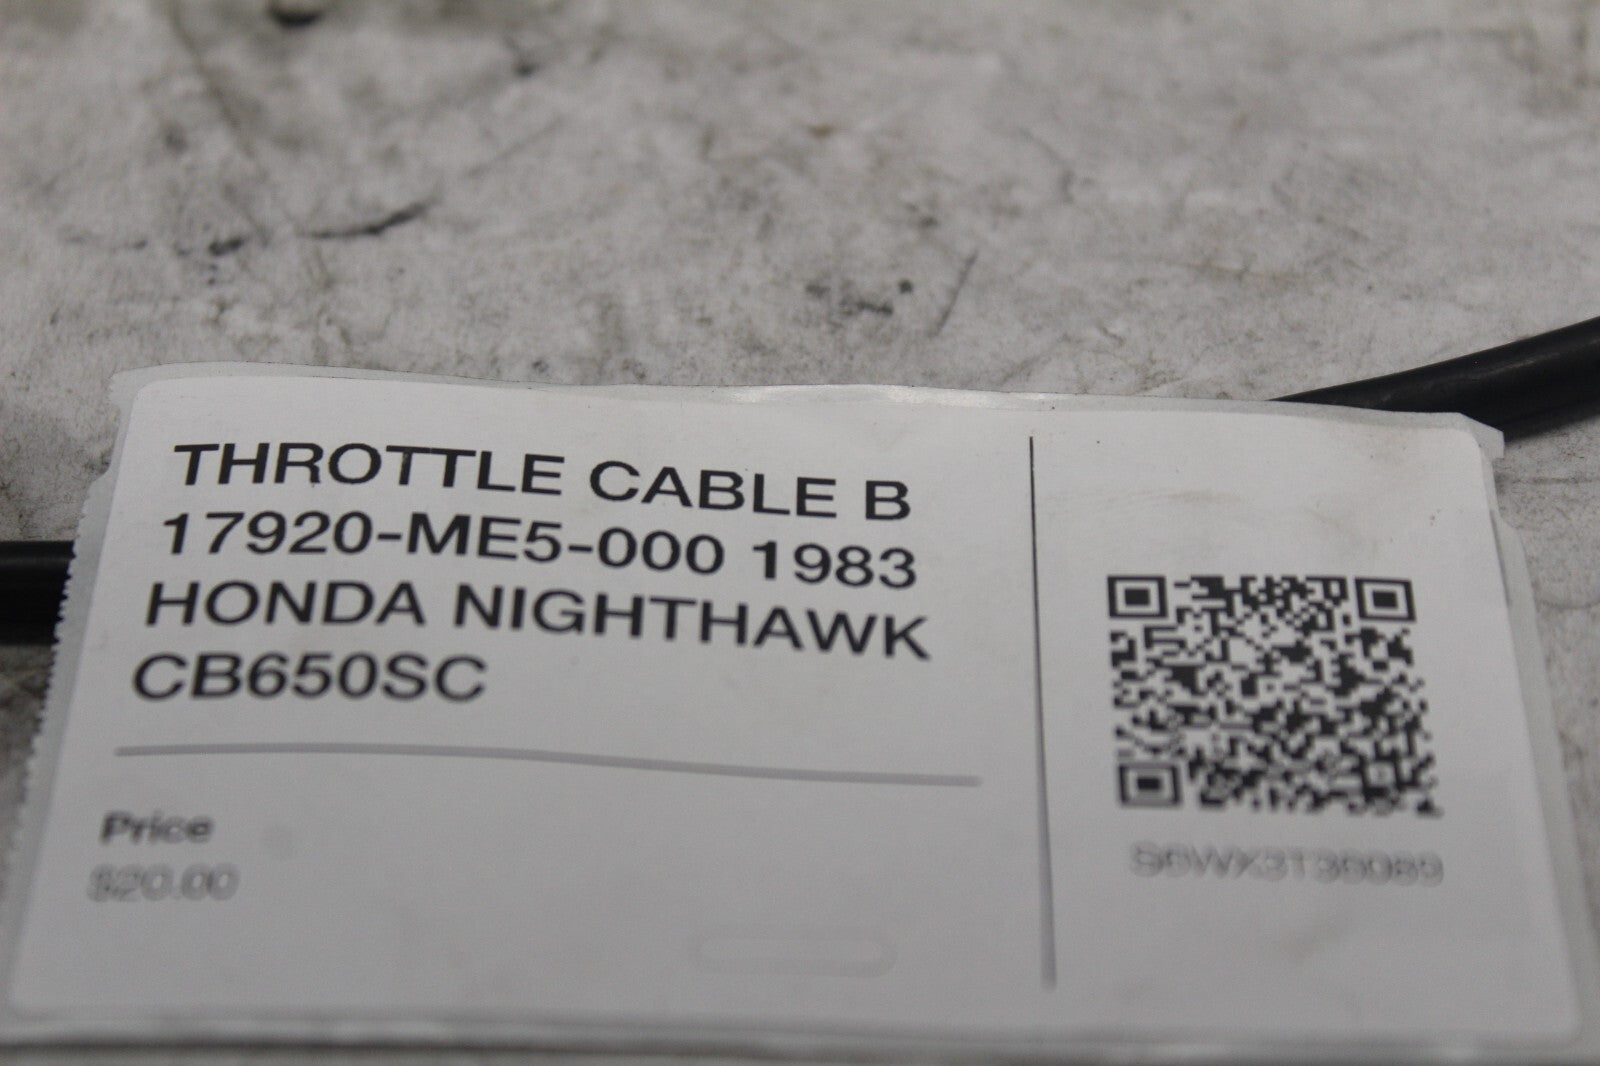 THROTTLE CABLE B
17920-ME5-000 1983
HONDA NIGHTHAWK
CB650SC
Price
$20.00